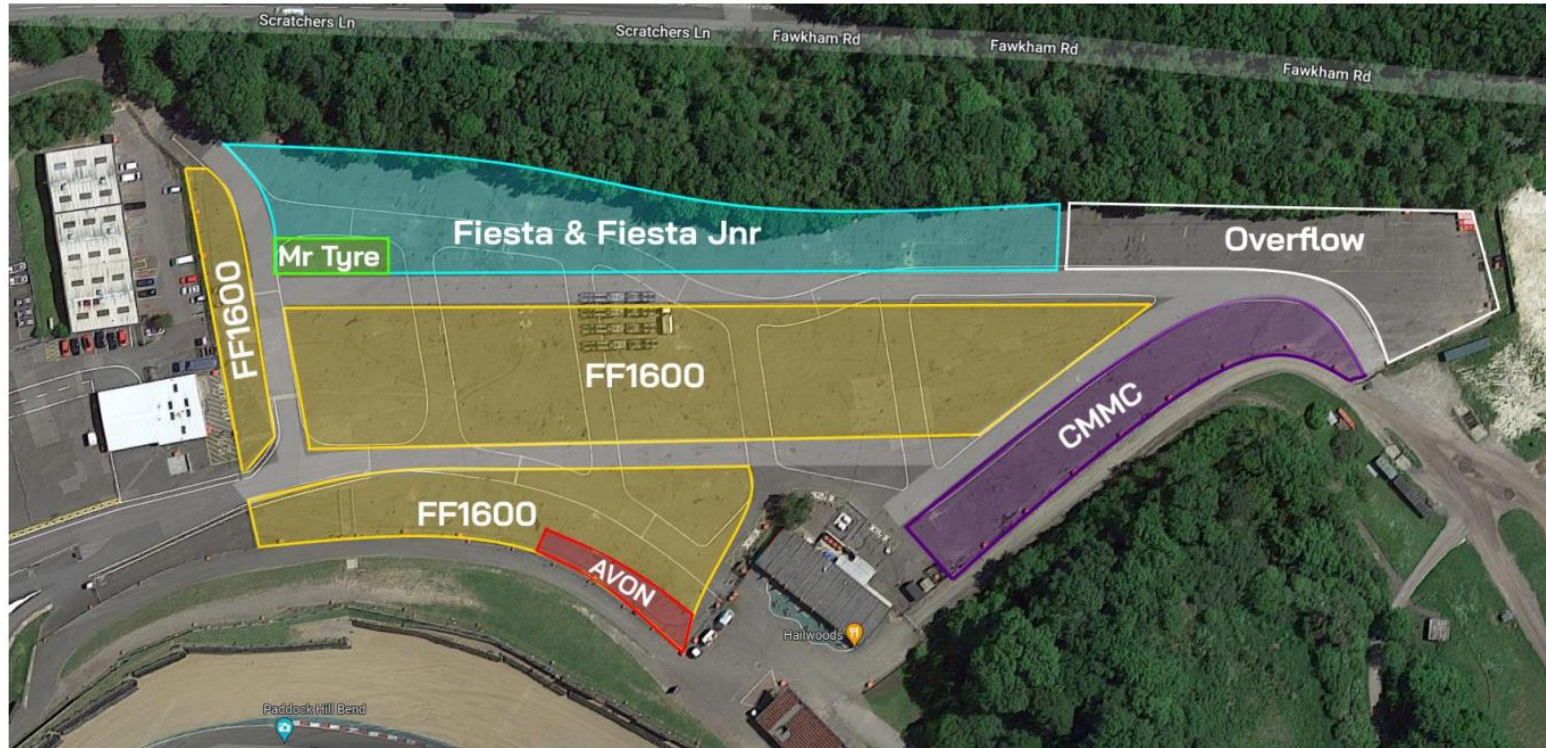 Scratchers Ln
Scratchers Ln
Fawkham Rd
Fawkham Rd
Fawkham Rd
Fiesta & Fiesta Jnr
Overflow
Mr Tyre
FF1600
FF1600
CMMC
FF1600
AVON
Hailwoods
Paddock Hill Bend